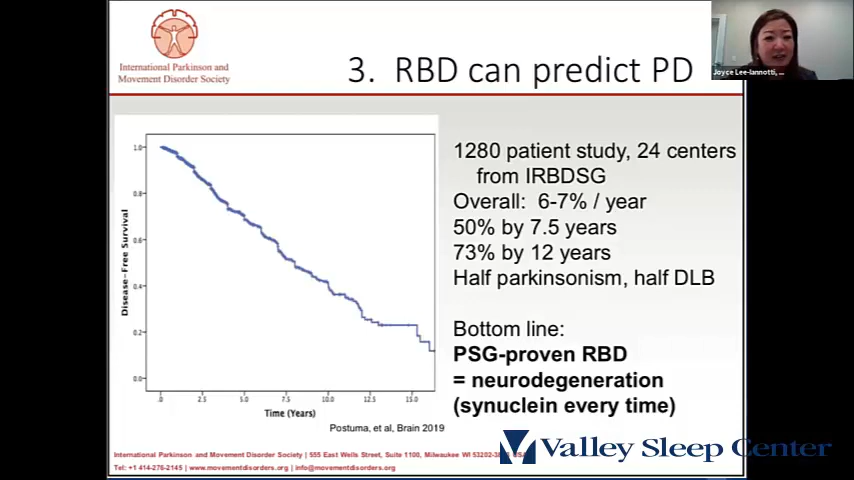 International Parkinson and
Movement Disorder Society
3. RBD can predict PD
Joyce Lee-Iannotti, ...
1280 patient study, 24 centers
from IRBDSG
Overall: 6-7% / year
50% by 7.5 years
73% by 12 years
Half parkinsonism, half DLB
Bottom line:
PSG-proven RBD
= neurodegeneration
(synuclein every time)
Disease-Free Survival
1.0
0.8
0.6
0.4
0.2
0.0
.0 2.5 5.0 7.5 10.0 12.5 15.0
Time (Years)
Postuma, et al, Brain 2019
International Parkinson and Movement Disorder Society | 555 East Wells Street, Suite 1100, Milwaukee WI 53202-38
Tel: +1 414-276-2145 | www.movementdisorders.org | info@movementdisorders.org
Valley Sleep Center